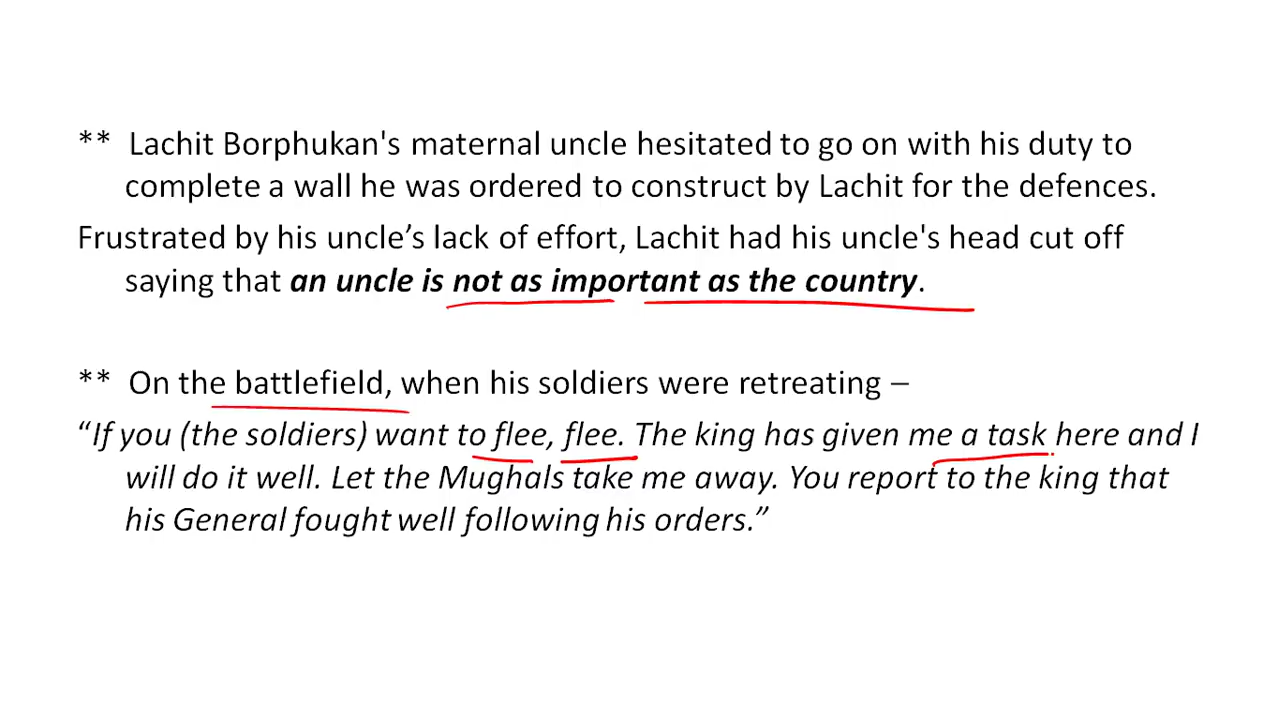 ** Lachit Borphukan's maternal uncle hesitated to go on with his duty to
complete a wall he was ordered to construct by Lachit for the defences.
Frustrated by his uncle’s lack of effort, Lachit had his uncle's head cut off
saying that an uncle is not as important as the country.
** On the battlefield, when his soldiers were retreating –
“If you (the soldiers) want to flee, flee. The king has given me a task here and I
will do it well. Let the Mughals take me away. You report to the king that
his General fought well following his orders.”